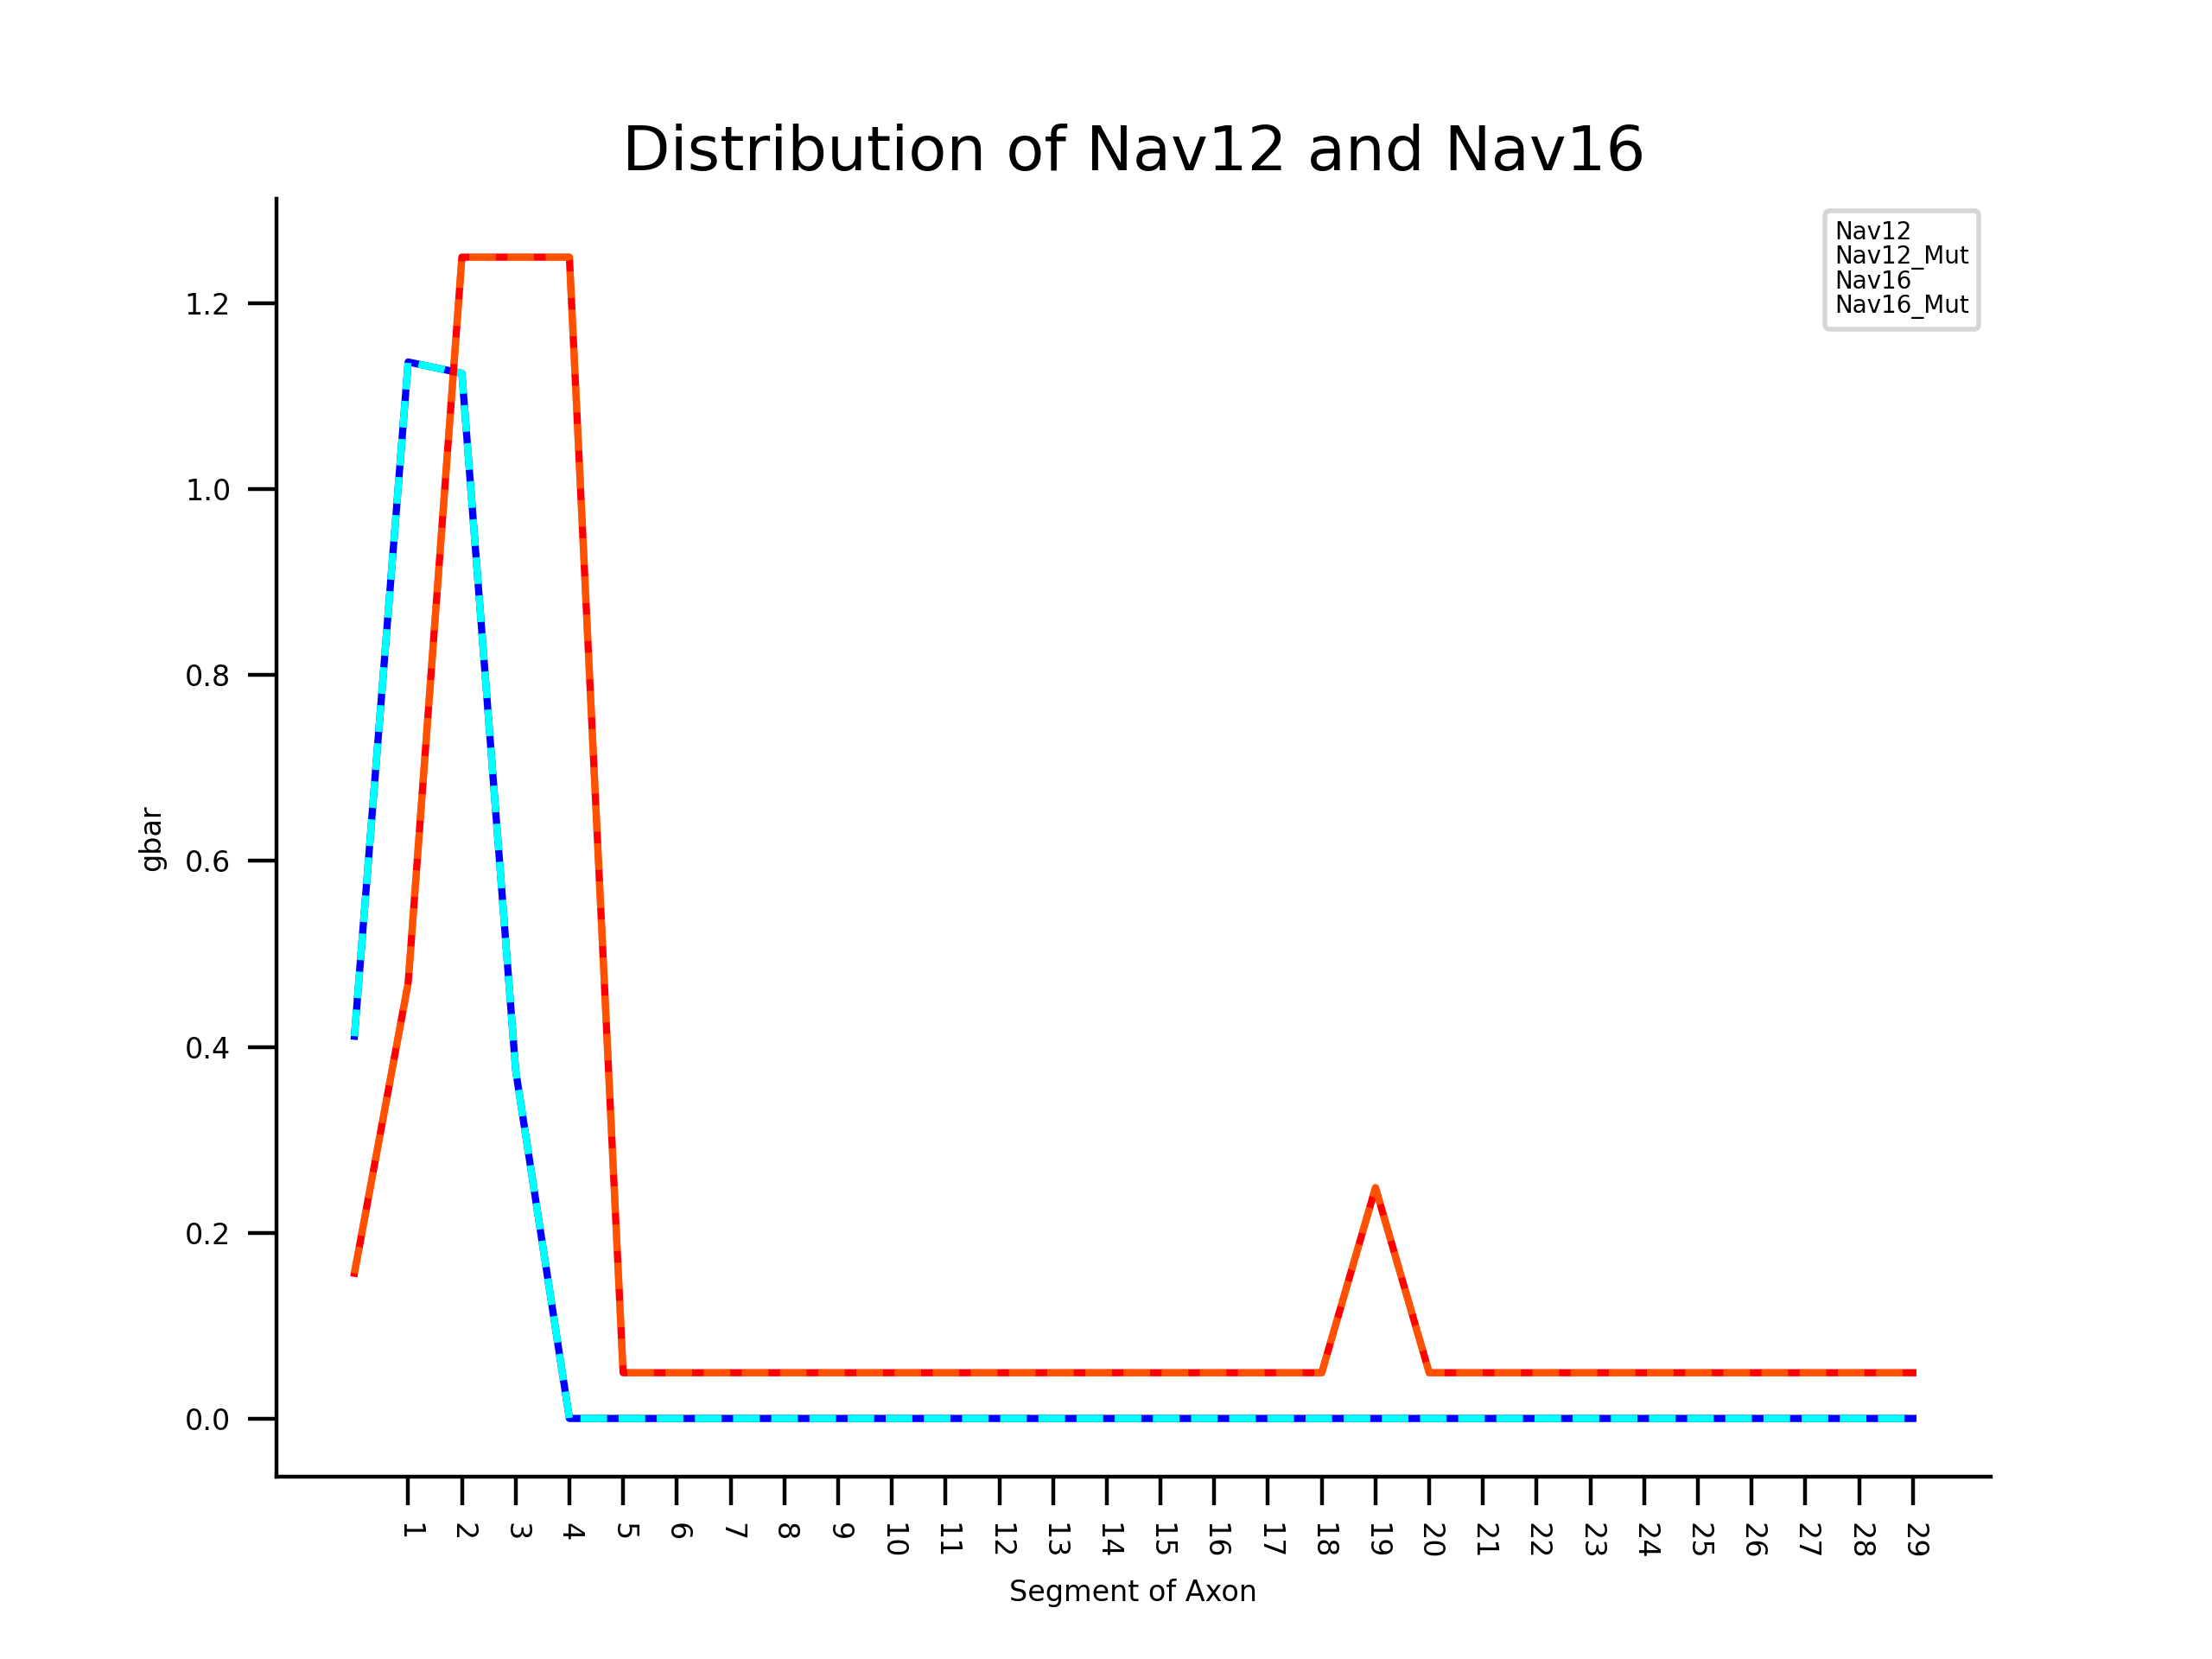 Distribution of Nav12 and Nav16
Nav12
Nav12_Mut
Nav16
Nav16_Mut
1.2
1.0
0.8
0.6
0.4
0.2
0.0
gbar
1 2 3 4 5 6 7 8 9 10 11 12 13 14 15 16 17 18 19 20 21 22 23 24 25 26 27 28 29
Segment of Axon